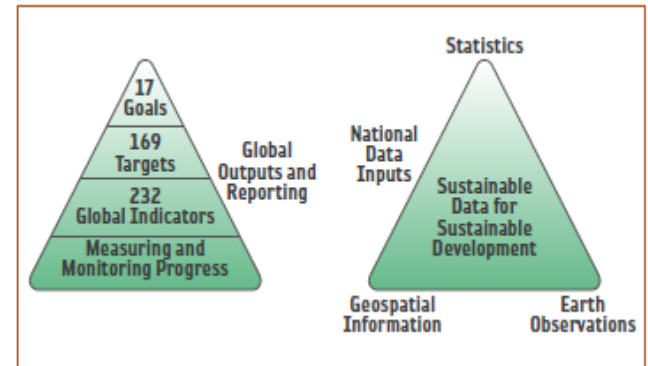 17
Goals
169
Targets
232
Global Indicators
Measuring and
Monitoring Progress
Global
Outputs and
Reporting
Statistics
National
Data
Inputs
Sustainable
Data for
Sustainable
Development
Geospatial
Information
Earth
Observations